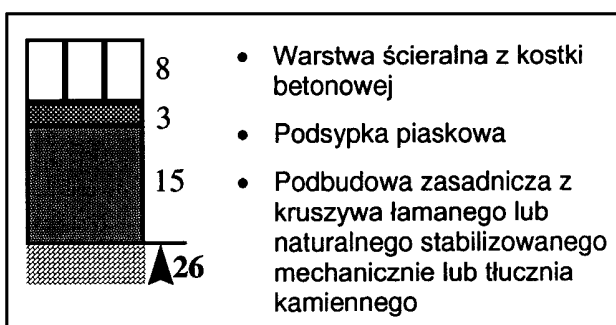 8
3
15
26
• Warstwa ścieralna z kostki
betonowej
• Podsypka piaskowa
• Podbudowa zasadnicza z
kruszywa łamanego lub
naturalnego stabilizowanego
mechanicznie lub tłucznia
kamiennego